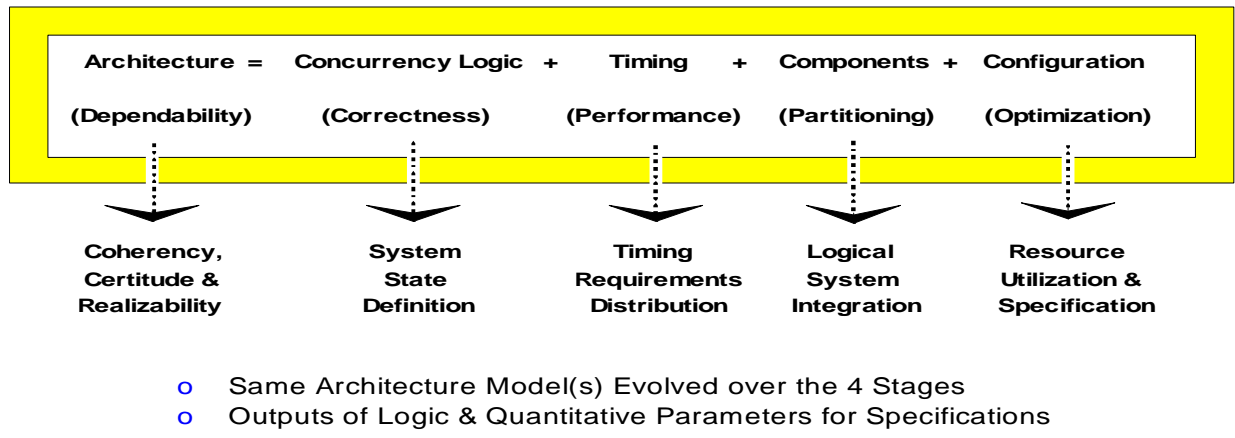 Architecture = Concurrency Logic + Timing + Components + Configuration
(Dependability) (Correctness) (Performance) (Partitioning) (Optimization)
Coherency, System Timing Logical Resource
Certitude & State Requirements System Utilization &
Realizability Definition Distribution Integration Specification
o Same Architecture Model(s) Evolved over the 4 Stages
o Outputs of Logic & Quantitative Parameters for Specifications